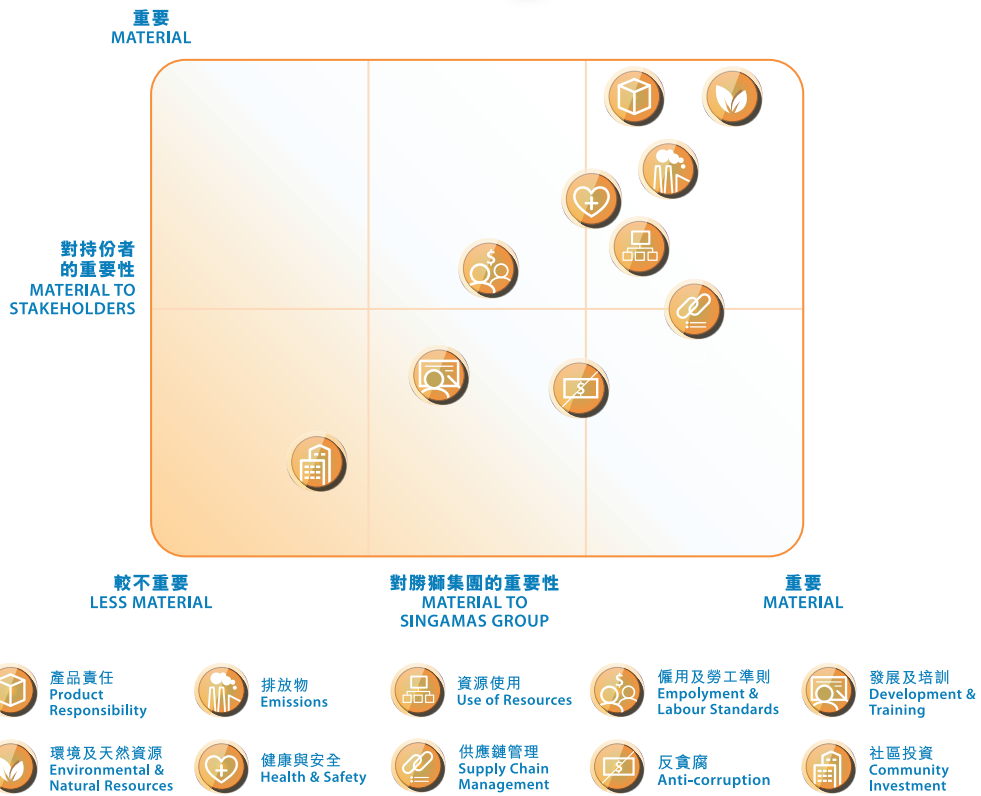 重要
MATERIAL
對持份者
的重要性
MATERIAL TO
STAKEHOLDERS
較不重要
LESS MATERIAL
對勝獅集團的重要性
MATERIAL TO
SINGAMAS GROUP
重要
MATERIAL
產品責任
Product
Responsibility
排放物
Emissions
資源使用
Use of Resources
僱用及勞工準則
Empolyment &
Labour Standards
發展及培訓
Development &
Training
環境及天然資源
Environmental &
Natural Resources
健康與安全
Health & Safety
供應鏈管理
Supply Chain
Management
反貪腐
Anti-corruption
社區投資
Community
Investment